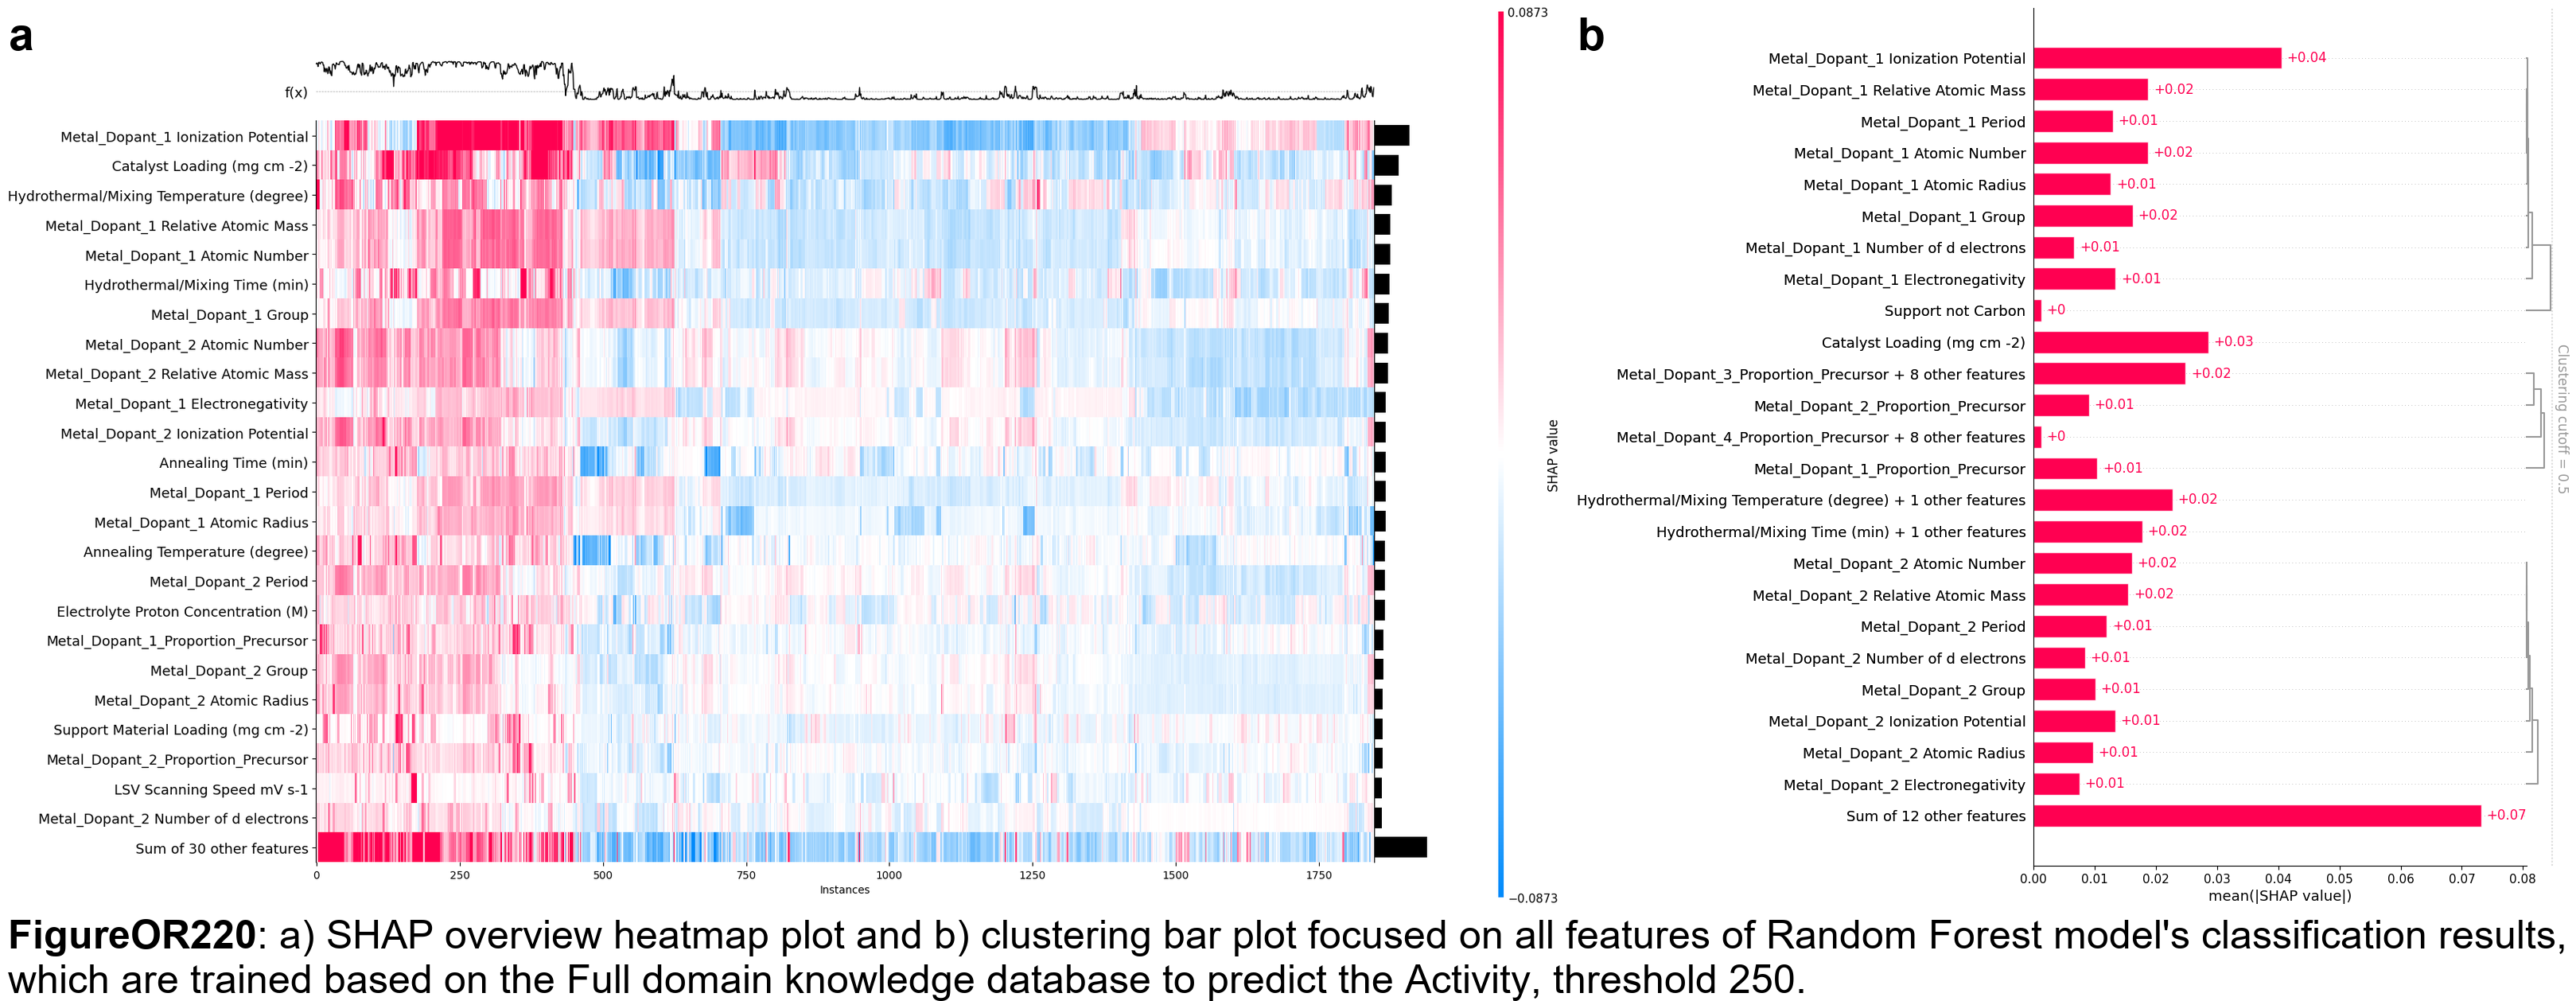 a
f(x)
Metal_Dopant_1 Ionization Potential
Catalyst Loading (mg cm -2)
Hydrothermal/Mixing Temperature (degree)
Metal_Dopant_1 Relative Atomic Mass
Metal_Dopant_1 Atomic Number
Hydrothermal/Mixing Time (min)
Metal_Dopant_1 Group
Metal_Dopant_2 Atomic Number
Metal_Dopant_2 Relative Atomic Mass
Metal_Dopant_1 Electronegativity
Metal_Dopant_2 Ionization Potential
Annealing Time (min)
Metal_Dopant_1 Period
Metal_Dopant_1 Atomic Radius
Annealing Temperature (degree)
Metal_Dopant_2 Period
Electrolyte Proton Concentration (M)
Metal_Dopant_1_Proportion_Precursor
Metal_Dopant_2 Group
Metal_Dopant_2 Atomic Radius
Support Material Loading (mg cm -2)
Metal_Dopant_2_Proportion_Precursor
LSV Scanning Speed mV s-1
Metal_Dopant_2 Number of d electrons
Sum of 30 other features
0 250 500 750 1000 1250 1500 1750
Instances
0.0873
SHAP value
−0.0873
b
Metal_Dopant_1 Ionization Potential +0.04
Metal_Dopant_1 Relative Atomic Mass +0.02
Metal_Dopant_1 Period +0.01
Metal_Dopant_1 Atomic Number +0.02
Metal_Dopant_1 Atomic Radius +0.01
Metal_Dopant_1 Group +0.02
Metal_Dopant_1 Number of d electrons +0.01
Metal_Dopant_1 Electronegativity +0.01
Support not Carbon +0
Catalyst Loading (mg cm -2) +0.03
Metal_Dopant_3_Proportion_Precursor + 8 other features +0.02
Metal_Dopant_2_Proportion_Precursor +0.01
Metal_Dopant_4_Proportion_Precursor + 8 other features +0
Metal_Dopant_1_Proportion_Precursor +0.01
Hydrothermal/Mixing Temperature (degree) + 1 other features +0.02
Hydrothermal/Mixing Time (min) + 1 other features +0.02
Metal_Dopant_2 Atomic Number +0.02
Metal_Dopant_2 Relative Atomic Mass +0.02
Metal_Dopant_2 Period +0.01
Metal_Dopant_2 Number of d electrons +0.01
Metal_Dopant_2 Group +0.01
Metal_Dopant_2 Ionization Potential +0.01
Metal_Dopant_2 Atomic Radius +0.01
Metal_Dopant_2 Electronegativity +0.01
Sum of 12 other features +0.07
0.00 0.01 0.02 0.03 0.04 0.05 0.06 0.07 0.08
mean(|SHAP value|)
Clustering cutoff = 0.5
FigureOR220: a) SHAP overview heatmap plot and b) clustering bar plot focused on all features of Random Forest model's classification results,
which are trained based on the Full domain knowledge database to predict the Activity, threshold 250.